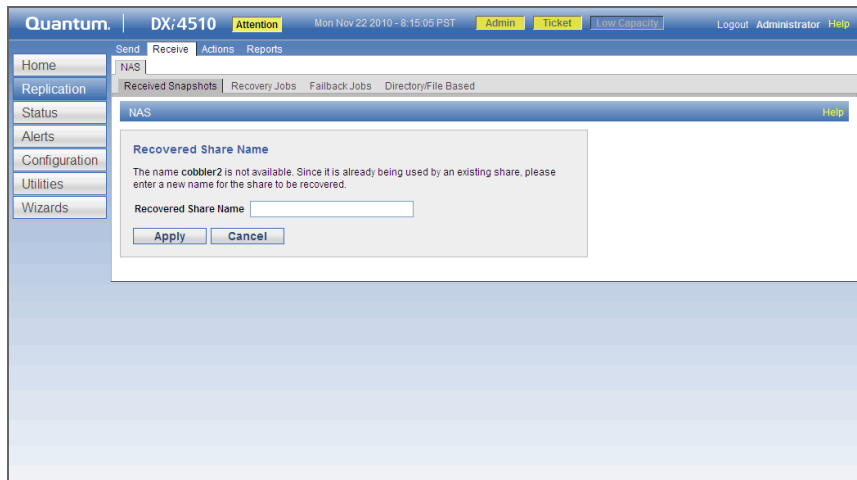 Quantum. DXi4510 Attention Mon Nov 22 2010 - 8:15:05 PST Admin Ticket Low Capacity Logout Administrator Help
Send Receive Actions Reports
Home
NAS
Replication
Received Snapshots Recovery Jobs Failback Jobs Directory/File Based
Status
NAS Help
Alerts
Configuration
Utilities
Wizards
Recovered Share Name
The name cobbler2 is not available. Since it is already being used by an existing share, please
enter a new name for the share to be recovered.
Recovered Share Name
Apply Cancel